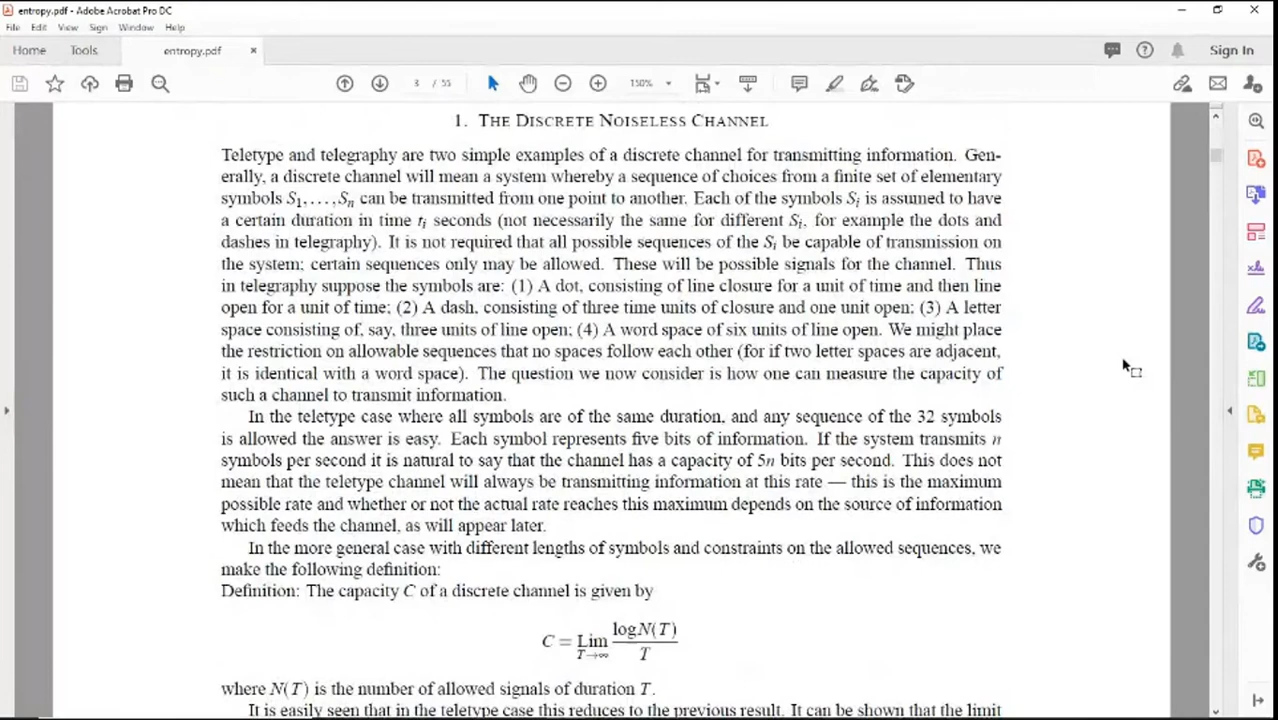 entropy.pdf - Adobe Acrobat Pro DC
File Edit View Sign Window Help
Home Tools entropy.pdf × Sign In
3 / 55 150%
1. THE DISCRETE NOISELESS CHANNEL
Teletype and telegraphy are two simple examples of a discrete channel for transmitting information. Gen-
erally, a discrete channel will mean a system whereby a sequence of choices from a finite set of elementary
symbols S₁,…,Sₙ can be transmitted from one point to another. Each of the symbols Sᵢ is assumed to have
a certain duration in time tᵢ seconds (not necessarily the same for different Sᵢ, for example the dots and
dashes in telegraphy). It is not required that all possible sequences of the Sᵢ be capable of transmission on
the system; certain sequences only may be allowed. These will be possible signals for the channel. Thus
in telegraphy suppose the symbols are: (1) A dot, consisting of line closure for a unit of time and then line
open for a unit of time; (2) A dash, consisting of three time units of closure and one unit open; (3) A letter
space consisting of, say, three units of line open; (4) A word space of six units of line open. We might place
the restriction on allowable sequences that no spaces follow each other (for if two letter spaces are adjacent,
it is identical with a word space). The question we now consider is how one can measure the capacity of
such a channel to transmit information.
In the teletype case where all symbols are of the same duration, and any sequence of the 32 symbols
is allowed the answer is easy. Each symbol represents five bits of information. If the system transmits n
symbols per second it is natural to say that the channel has a capacity of 5n bits per second. This does not
mean that the teletype channel will always be transmitting information at this rate — this is the maximum
possible rate and whether or not the actual rate reaches this maximum depends on the source of information
which feeds the channel, as will appear later.
In the more general case with different lengths of symbols and constraints on the allowed sequences, we
make the following definition:
Definition: The capacity C of a discrete channel is given by
C = Lim T→∞ log N(T) / T
where N(T) is the number of allowed signals of duration T.
It is easily seen that in the teletype case this reduces to the previous result. It can be shown that the limit